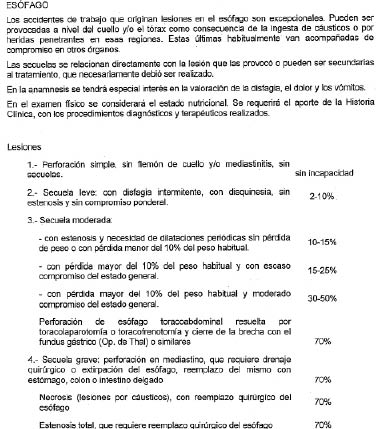 ESÓFAGO
Los accidentes de trabajo que originan lesiones en el esófago son excepcionales. Pueden ser
provocadas a nivel del cuello y/o el tórax como consecuencia de la ingesta de cáusticos o por
heridas penetrantes en esas regiones. Estas últimas habitualmente van acompañadas de
compromiso en otros órganos.
Las secuelas se relacionan directamente con la lesión que las provocó o pueden ser secundarias
al tratamiento, que necesariamente debió ser realizado.
En la anamnesis se tendrá especial interés en la valoración de la disfagia, el dolor y los vómitos.
En el examen físico se considerará el estado nutricional. Se requerirá el aporte de la Historia
Clínica, con los procedimientos diagnósticos y terapéuticos realizados.
Lesiones
1.- Perforación simple, sin flemón de cuello y/o mediastinitis, sin
secuelas. sin incapacidad
2.- Secuela leve: con disfagia intermitente, con disquinesia, sin
estenosis y sin compromiso ponderal. 2-10%
3.- Secuela moderada:
- con estenosis y necesidad de dilataciones periódicas sin pérdida
de peso o con pérdida menor del 10% del peso habitual. 10-15%
- con pérdida mayor del 10% del peso habitual y con escaso
compromiso del estado general. 15-25%
- con pérdida mayor del 10% del peso habitual y moderado
compromiso del estado general. 30-50%
Perforación de esófago toracoabdominal resuelta por
toracolaparotomía o toracofrenotomía y cierre de la brecha con el
fundus gástrico (Op. de Thal) o similares 70%
4.- Secuela grave: perforación en mediastino, que requiere drenaje
quirúrgico o extirpación del esófago, reemplazo del mismo con
estómago, colon o intestino delgado 70%
Necrosis (lesiones por cáusticos), con reemplazo quirúrgico del
esófago 70%
Estenosis total, que requiere reemplazo quirúrgico del esófago 70%